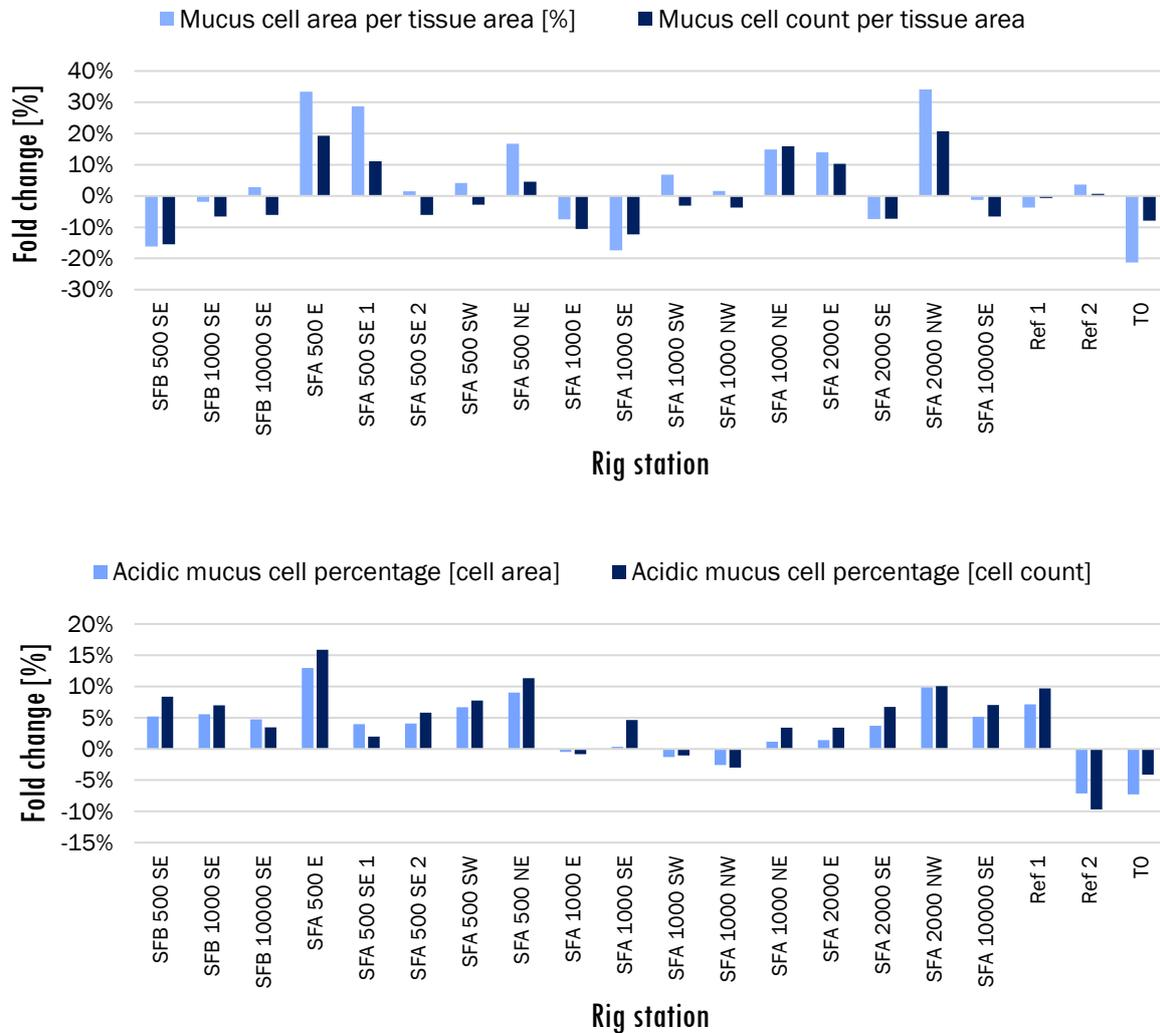 Mucus cell area per tissue area [%] Mucus cell count per tissue area
Fold change [%]
40%
30%
20%
10%
0%
-10%
-20%
-30%
SFB 500 SE
SFB 1000 SE
SFB 10000 SE
SFA 500 E
SFA 500 SE 1
SFA 500 SE 2
SFA 500 SW
SFA 500 NE
SFA 1000 E
SFA 1000 SE
SFA 1000 SW
SFA 1000 NW
SFA 1000 NE
SFA 2000 E
SFA 2000 SE
SFA 2000 NW
SFA 10000 SE
Ref 1
Ref 2
T0
Rig station
Acidic mucus cell percentage [cell area] Acidic mucus cell percentage [cell count]
Fold change [%]
20%
15%
10%
5%
0%
-5%
-10%
-15%
SFB 500 SE
SFB 1000 SE
SFB 10000 SE
SFA 500 E
SFA 500 SE 1
SFA 500 SE 2
SFA 500 SW
SFA 500 NE
SFA 1000 E
SFA 1000 SE
SFA 1000 SW
SFA 1000 NW
SFA 1000 NE
SFA 2000 E
SFA 2000 SE
SFA 2000 NW
SFA 10000 SE
Ref 1
Ref 2
T0
Rig station